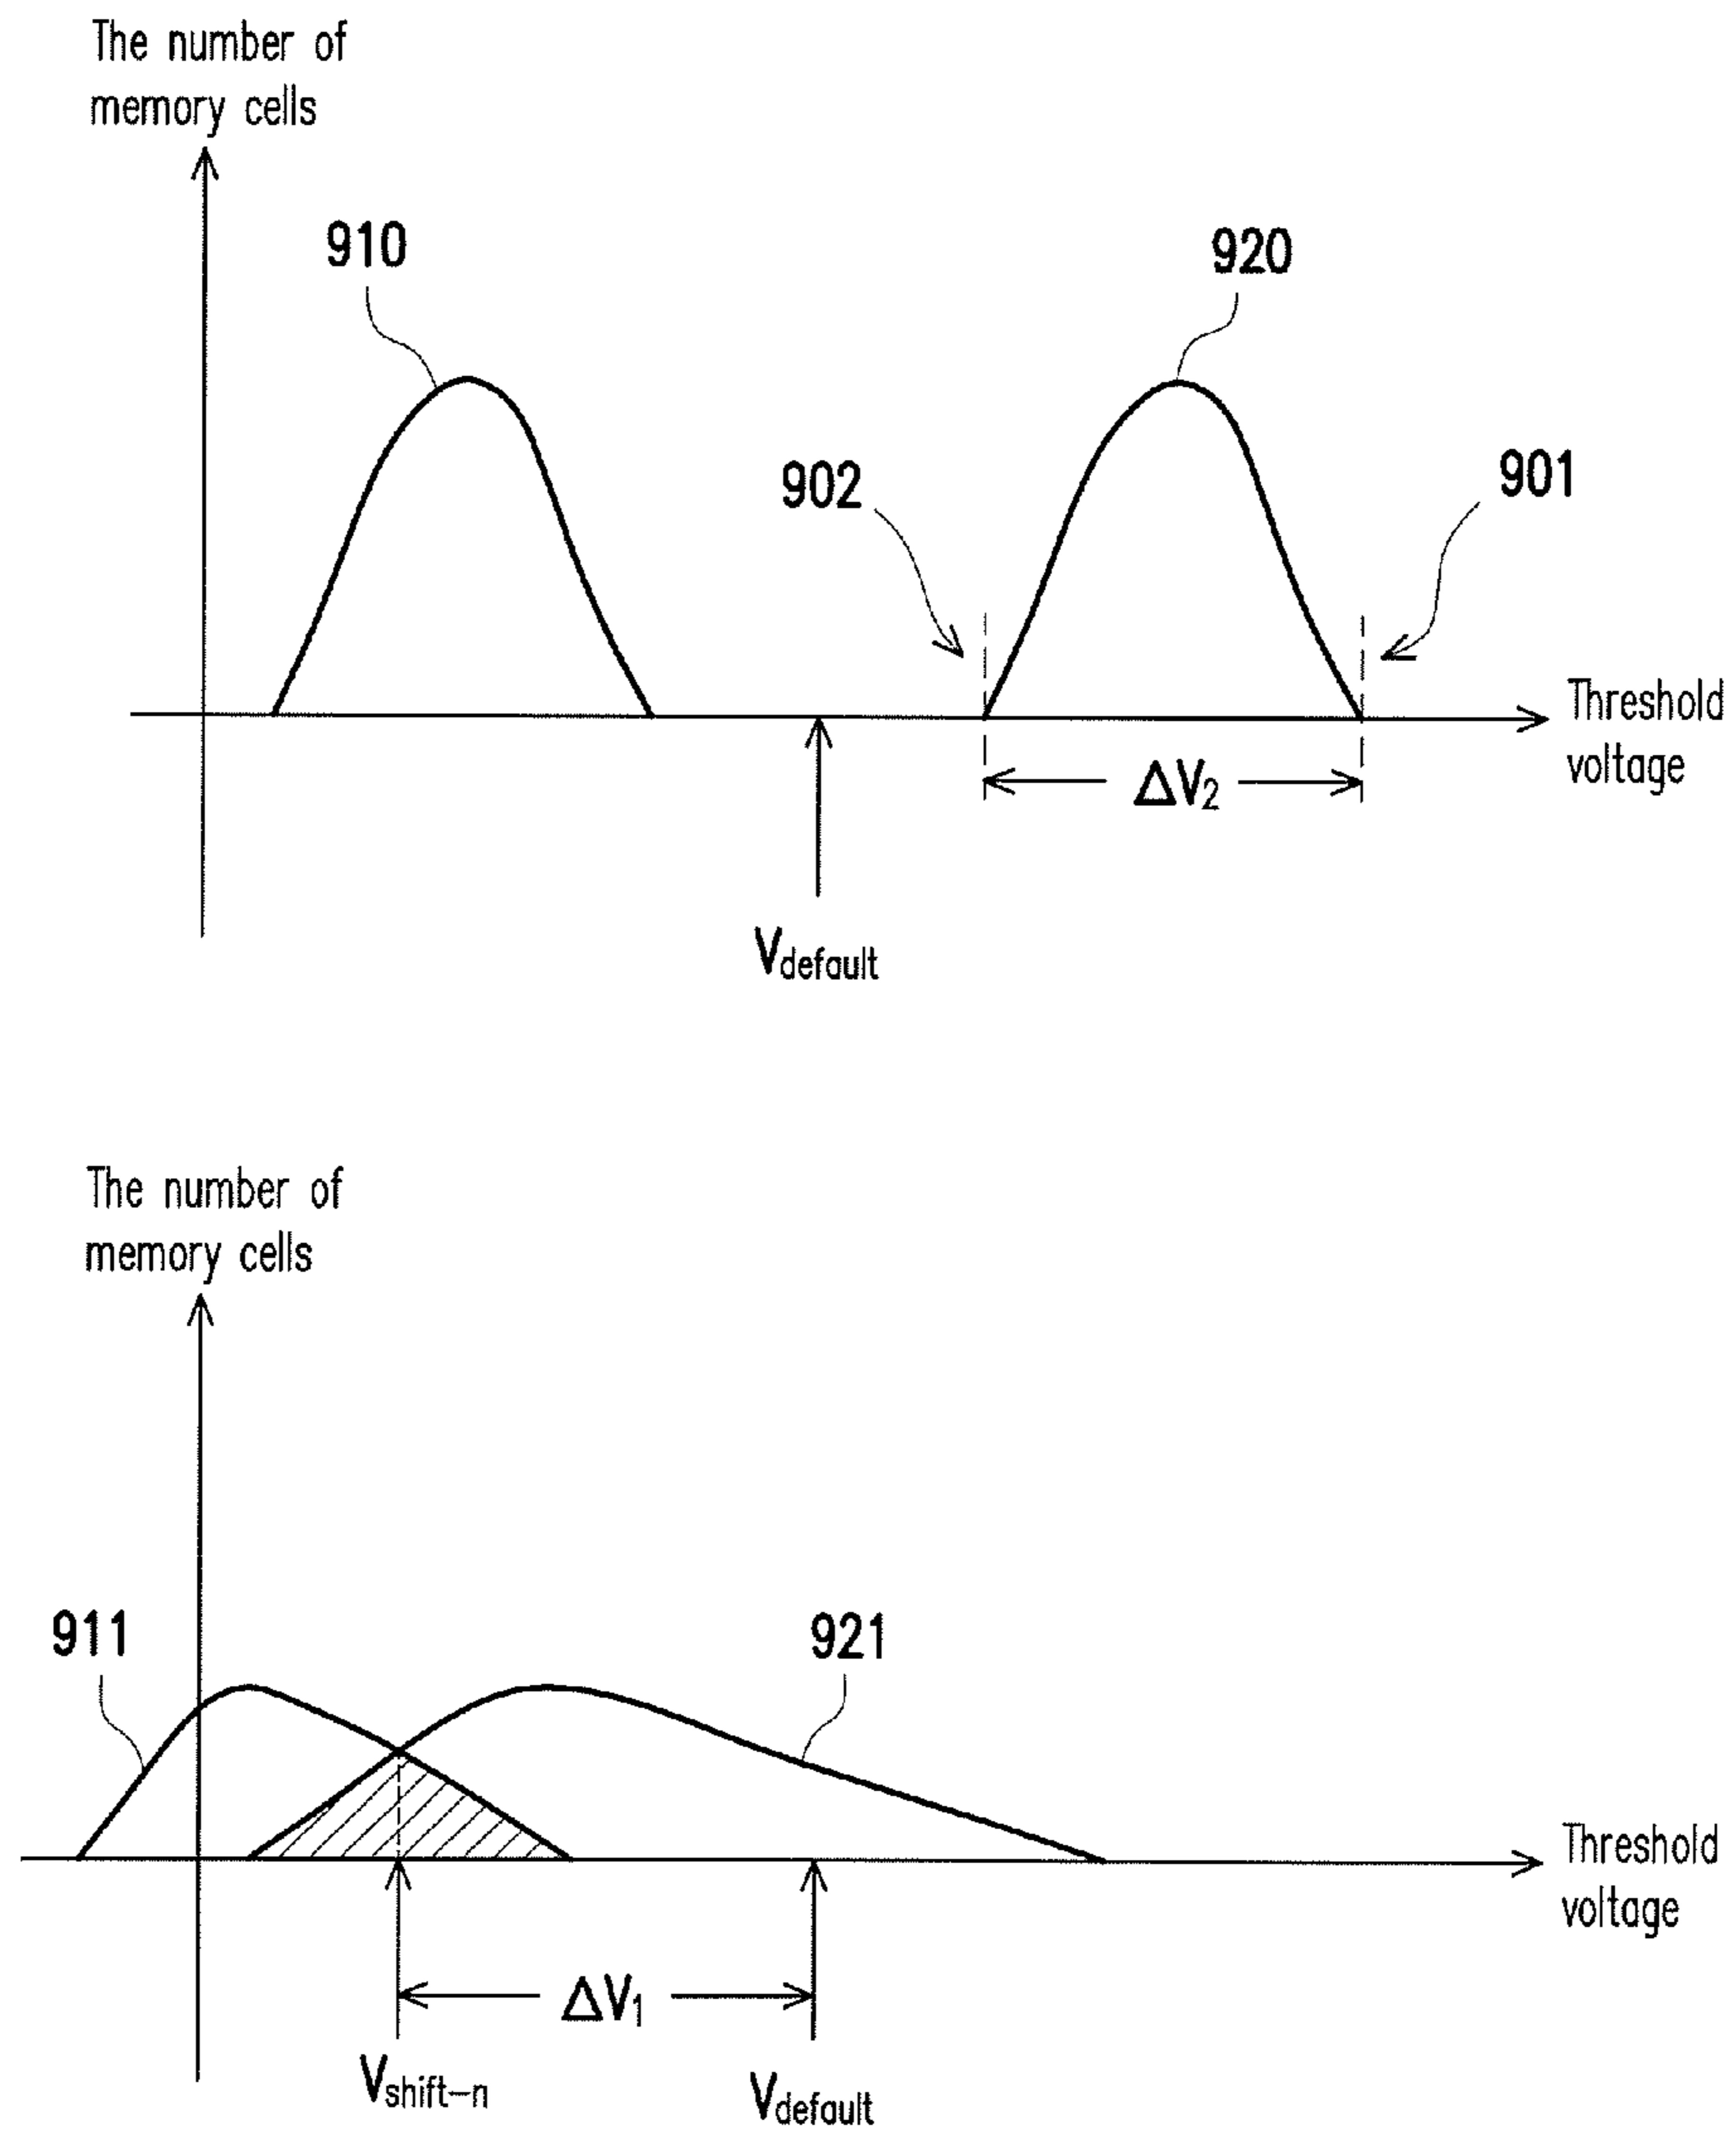 The number of
memory cells
910
920
902
901
Threshold
voltage
ΔV2
Vdefault
The number of
memory cells
911
921
Threshold
voltage
ΔV1
Vshift-n
Vdefault